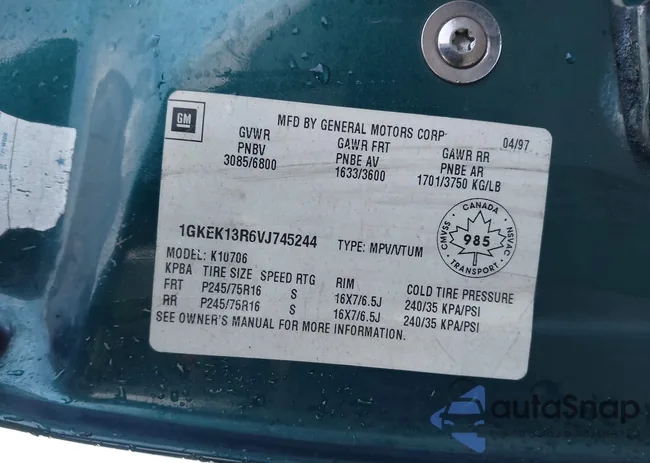 GM
MFD BY GENERAL MOTORS CORP
04/97
GVWR GAWR FRT GAWR RR
PNBV PNBE AV PNBE AR
3085/6800 1633/3600 1701/3750 KG/LB
1GKEK13R6VJ745244 TYPE: MPV/VTUM
CANADA
CMVSS 985 NSVAC
TRANSPORT
MODEL: K10706
KPBA TIRE SIZE SPEED RTG RIM COLD TIRE PRESSURE
FRT P245/75R16 S 16X7/6.5J 240/35 KPA/PSI
RR P245/75R16 S 16X7/6.5J 240/35 KPA/PSI
SEE OWNER'S MANUAL FOR MORE INFORMATION.
autoSnap